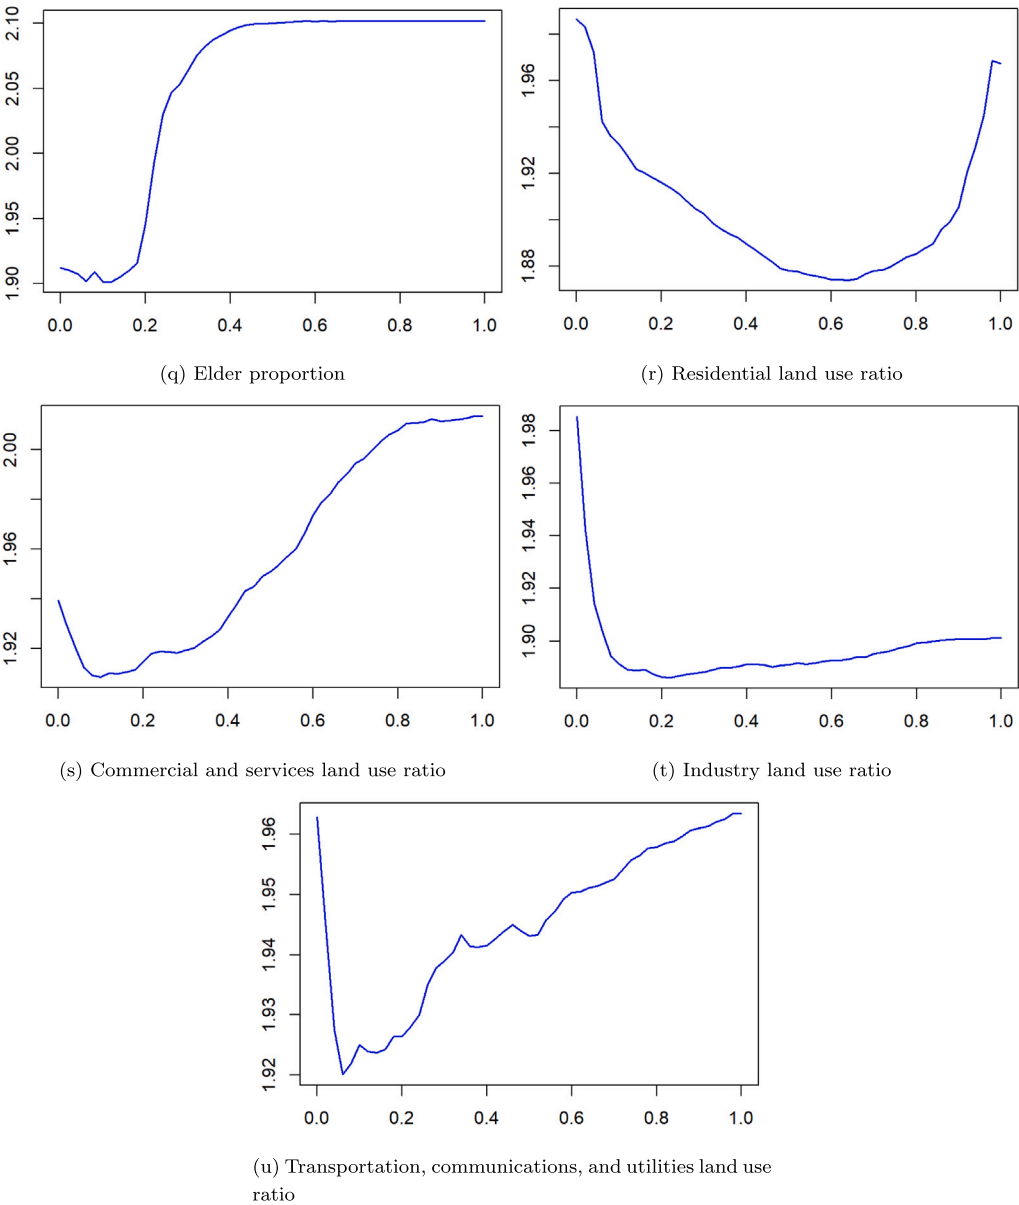 2.10
2.05
2.00
1.95
1.90
0.0 0.2 0.4 0.6 0.8 1.0
(q) Elder proportion
1.96
1.92
1.88
0.0 0.2 0.4 0.6 0.8 1.0
(r) Residential land use ratio
2.00
1.96
1.92
0.0 0.2 0.4 0.6 0.8 1.0
(s) Commercial and services land use ratio
1.98
1.96
1.94
1.92
1.90
0.0 0.2 0.4 0.6 0.8 1.0
(t) Industry land use ratio
1.96
1.95
1.94
1.93
1.92
0.0 0.2 0.4 0.6 0.8 1.0
(u) Transportation, communications, and utilities land use
ratio